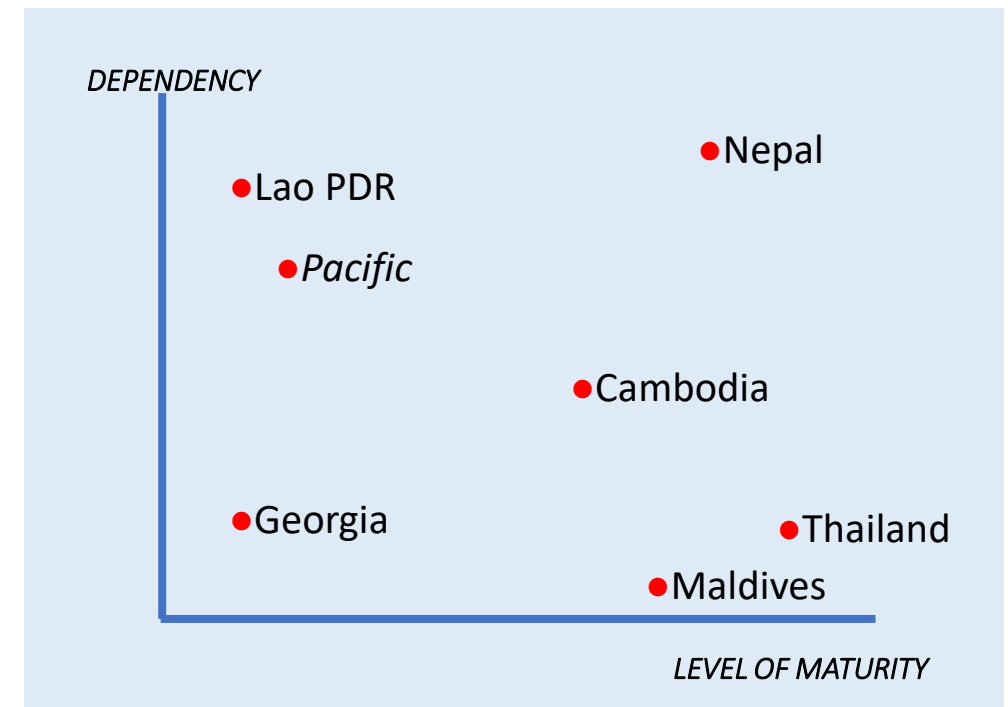 DEPENDENCY
Nepal
Lao PDR
Pacific
Cambodia
Georgia
Thailand
Maldives
LEVEL OF MATURITY